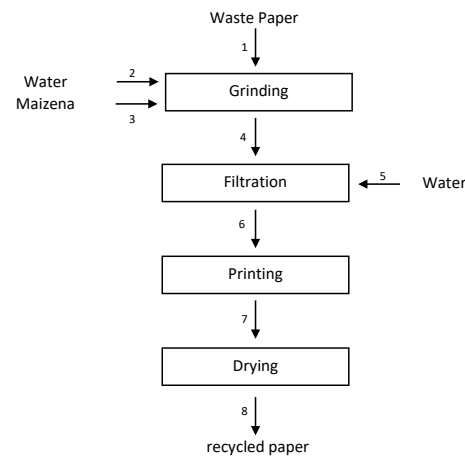 Waste Paper
1
Water
2
Maizena
3
Grinding
4
Filtration
5
Water
6
Printing
7
Drying
8
recycled paper